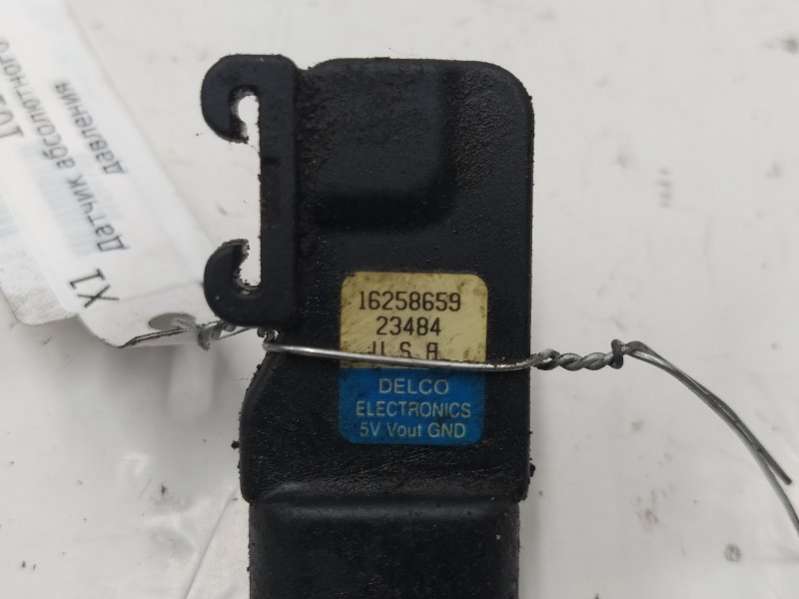 16258659
23484
U.S.A.
DELCO
ELECTRONICS
5V Vout GND
Датчик абсолютного
давления
X1